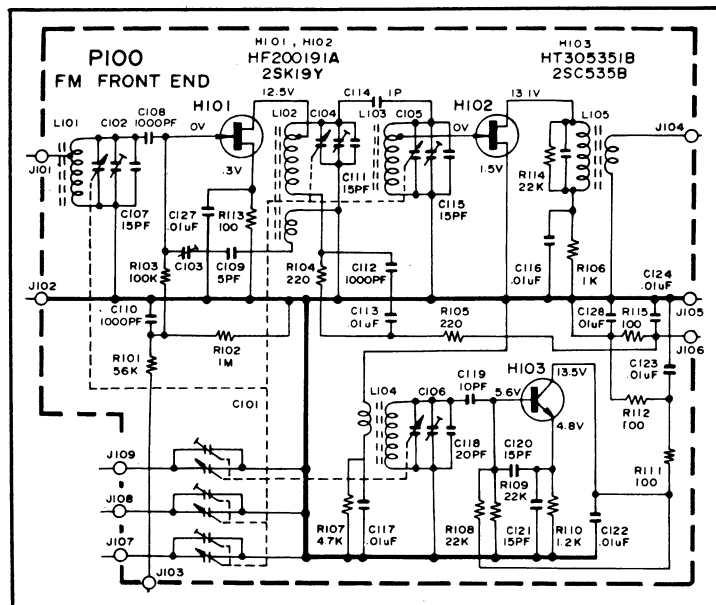 P100
FM FRONT END
H101 , H102
HF200191A
2SK19Y
H103
HT305351B
2SC535B
C108
1000PF
L101
C102
H101
12.5V
L102
C104
C114
1P
L103
C105
H102
13.1V
L105
J104
0V
0V
J101
.3V
1.5V
R114
22K
C107
15PF
C111
15PF
C115
15PF
C127
.01uF
R113
100
R103
100K
C103
C109
5PF
R104
220
C112
1000PF
C116
.01uF
R106
1K
C124
.01uF
J102
J105
C110
1000PF
C113
.01uF
R105
220
C128
.01uF
R115
100
J106
R101
56K
R102
1M
H103
13.5V
C123
.01uF
C119
10PF
5.6V
L104
C106
4.8V
R112
100
C101
C118
20PF
C120
15PF
R111
100
J109
R109
22K
J108
R107
4.7K
C117
.01uF
R108
22K
C121
15PF
R110
1.2K
C122
.01uF
J107
J103